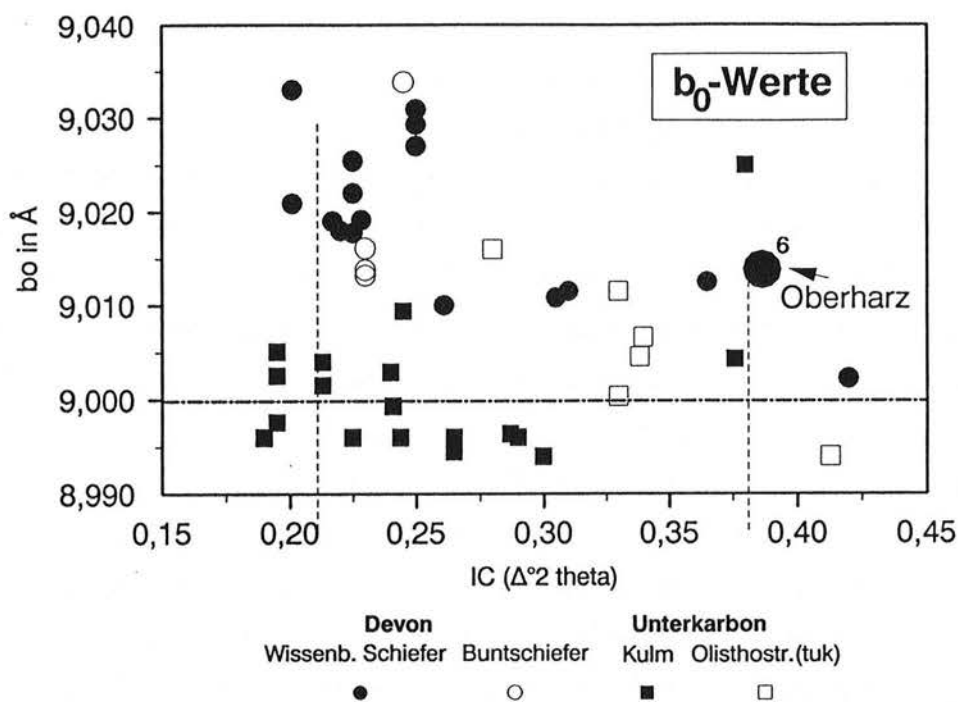 9,040
b0-Werte
9,030
9,020
6
Oberharz
9,010
9,000
8,990
bo in Å
0,15 0,20 0,25 0,30 0,35 0,40 0,45
IC (Δ°2 theta)
Devon Unterkarbon
Wissenb. Schiefer Buntschiefer Kulm Olisthostr.(tuk)